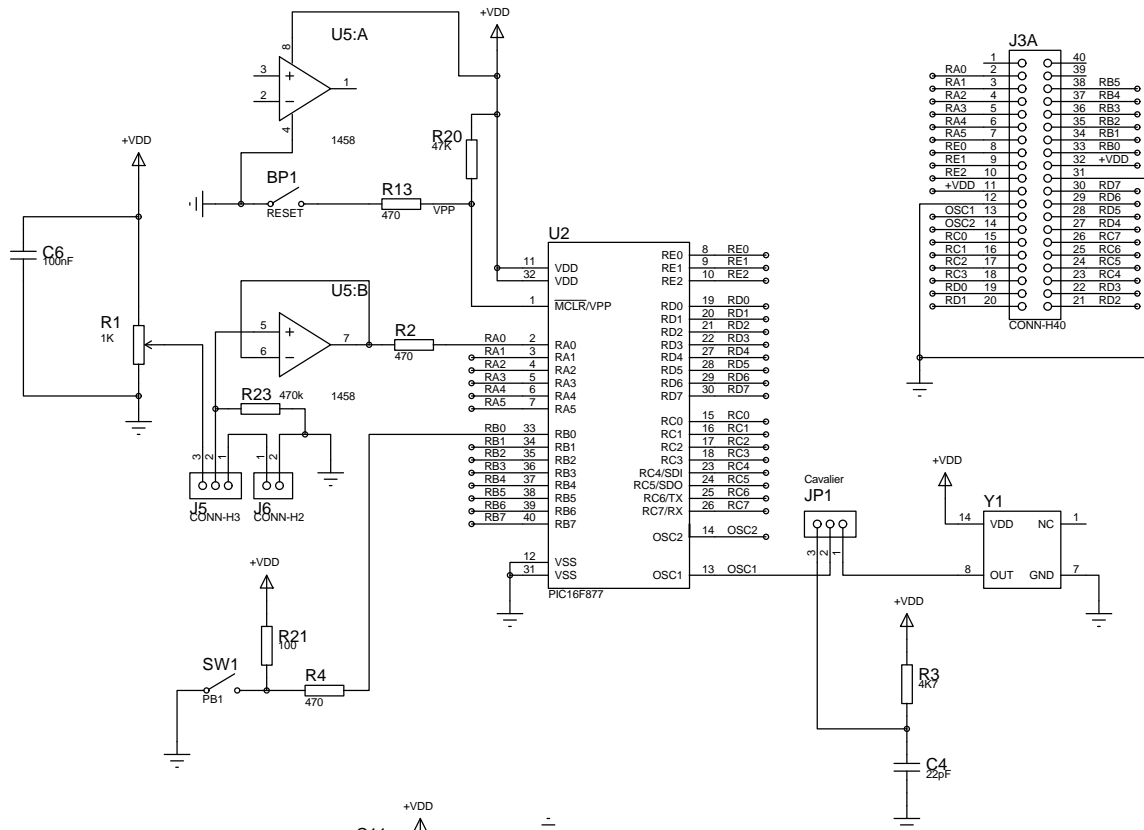 U5:A
3
2
8
4
1
1458
+VDD
R20
47K
BP1
RESET
R13
470
VPP
+VDD
C6
100nF
R1
1K
U5:B
5
6
7
1458
R2
470
R23
470k
3
2
1
J5
CONN-H3
1
2
J6
CONN-H2
U2
11 VDD
32 VDD
1 MCLR/VPP
RA0 2 RA0
RA1 3 RA1
RA2 4 RA2
RA3 5 RA3
RA4 6 RA4
RA5 7 RA5
RB0 33 RB0
RB1 34 RB1
RB2 35 RB2
RB3 36 RB3
RB4 37 RB4
RB5 38 RB5
RB6 39 RB6
RB7 40 RB7
12 VSS
31 VSS
RE0 8 RE0
RE1 9 RE1
RE2 10 RE2
RD0 19 RD0
RD1 20 RD1
RD2 21 RD2
RD3 22 RD3
RD4 27 RD4
RD5 28 RD5
RD6 29 RD6
RD7 30 RD7
RC0 15 RC0
RC1 16 RC1
RC2 17 RC2
RC3 18 RC3
RC4/SDI 23 RC4
RC5/SDO 24 RC5
RC6/TX 25 RC6
RC7/RX 26 RC7
OSC2 14 OSC2
OSC1 13 OSC1
PIC16F877
J3A
1 40
RA0 2 39
RA1 3 38 RB5
RA2 4 37 RB4
RA3 5 36 RB3
RA4 6 35 RB2
RA5 7 34 RB1
RE0 8 33 RB0
RE1 9 32 +VDD
RE2 10 31
+VDD 11 30 RD7
12 29 RD6
OSC1 13 28 RD5
OSC2 14 27 RD4
RC0 15 26 RC7
RC1 16 25 RC6
RC2 17 24 RC5
RC3 18 23 RC4
RD0 19 22 RD3
RD1 20 21 RD2
CONN-H40
Cavalier
JP1
3
2
1
+VDD
Y1
14 VDD NC 1
8 OUT GND 7
+VDD
R3
4K7
C4
22pF
+VDD
R21
100
SW1
PB1
R4
470
+VDD